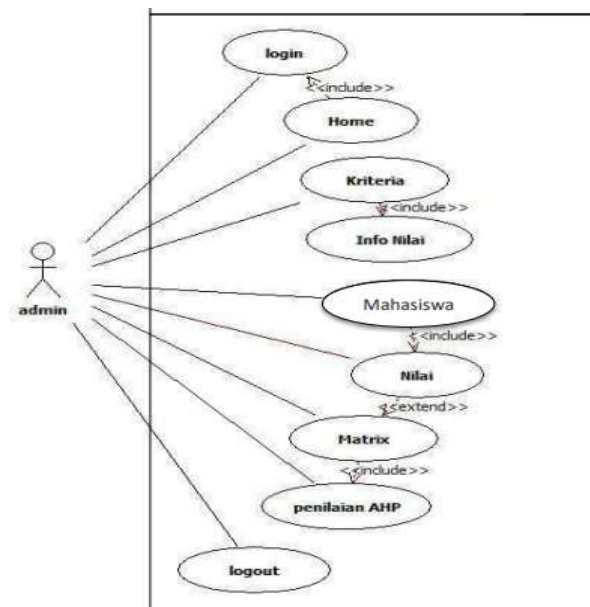 login
<<include>>
Home
Kriteria
<<include>>
Info Nilai
admin
Mahasiswa
<<include>>
Nilai
<<extend>>
Matrix
<<include>>
penilaian AHP
logout